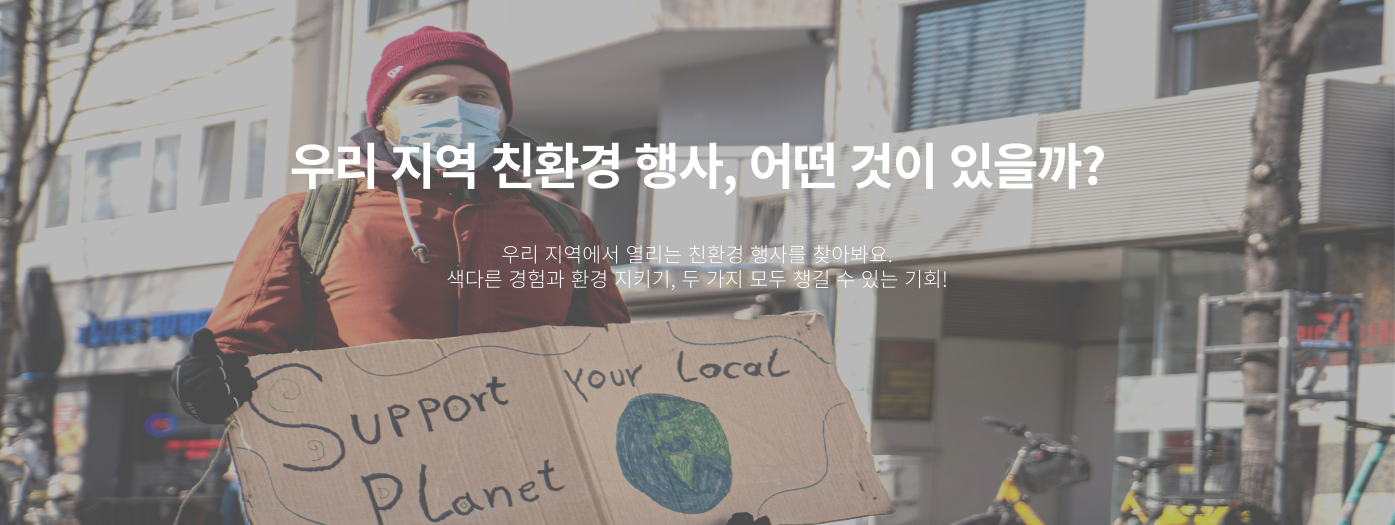 우리 지역 친환경 행사, 어떤 것이 있을까?
우리 지역에서 열리는 친환경 행사를 찾아봐요.
색다른 경험과 환경 지키기, 두 가지 모두 챙길 수 있는 기회!
Support your Local
Planet